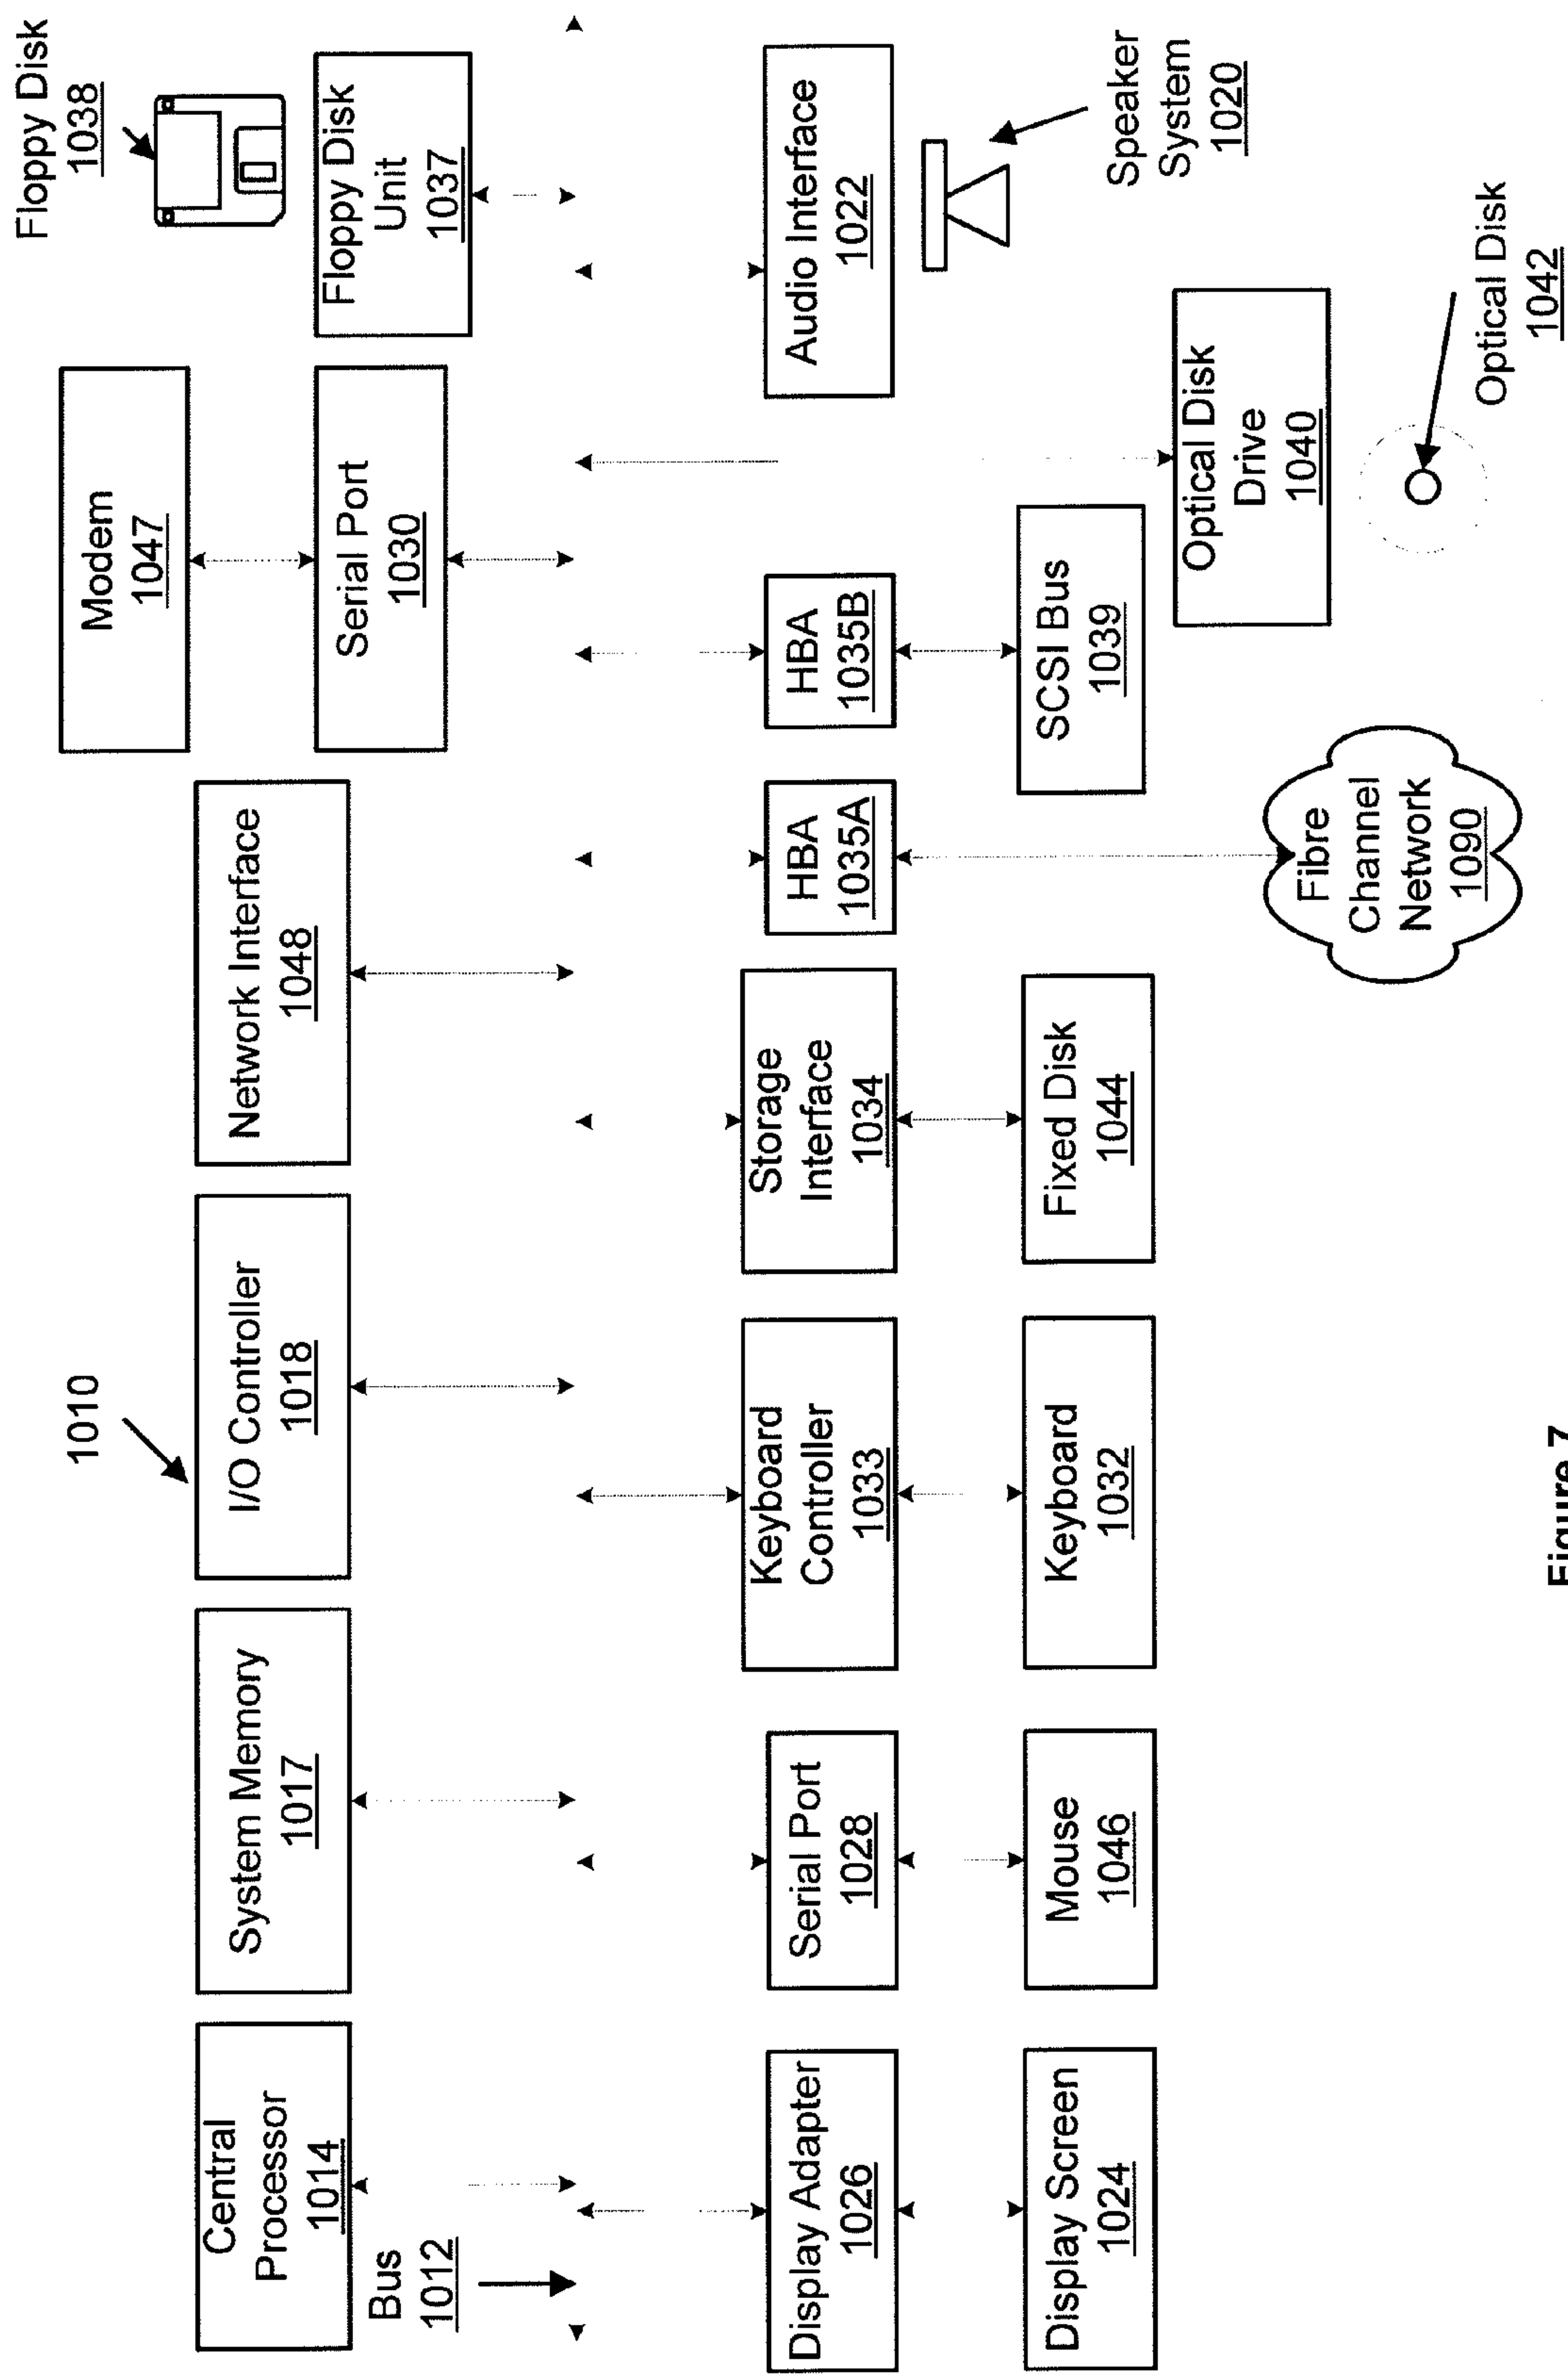 1010
Floppy Disk
1038
Modem
1047
Central
Processor
1014
System Memory
1017
I/O Controller
1018
Network Interface
1048
Serial Port
1030
Floppy Disk
Unit
1037
Bus
1012
Display Adapter
1026
Serial Port
1028
Keyboard
Controller
1033
Storage
Interface
1034
HBA
1035A
HBA
1035B
Audio Interface
1022
Display Screen
1024
Mouse
1046
Keyboard
1032
Fixed Disk
1044
SCSI Bus
1039
Speaker
System
1020
Fibre
Channel
Network
1090
Optical Disk
Drive
1040
Optical Disk
1042
Figure 7